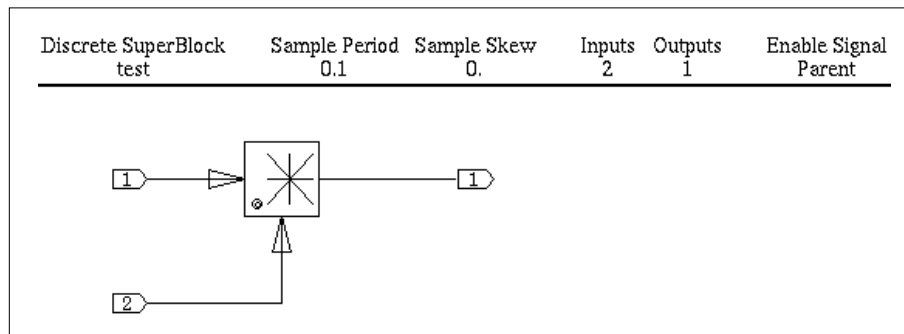 Discrete SuperBlock Sample Period Sample Skew Inputs Outputs Enable Signal
test 0.1 0. 2 1 Parent
1 1
2